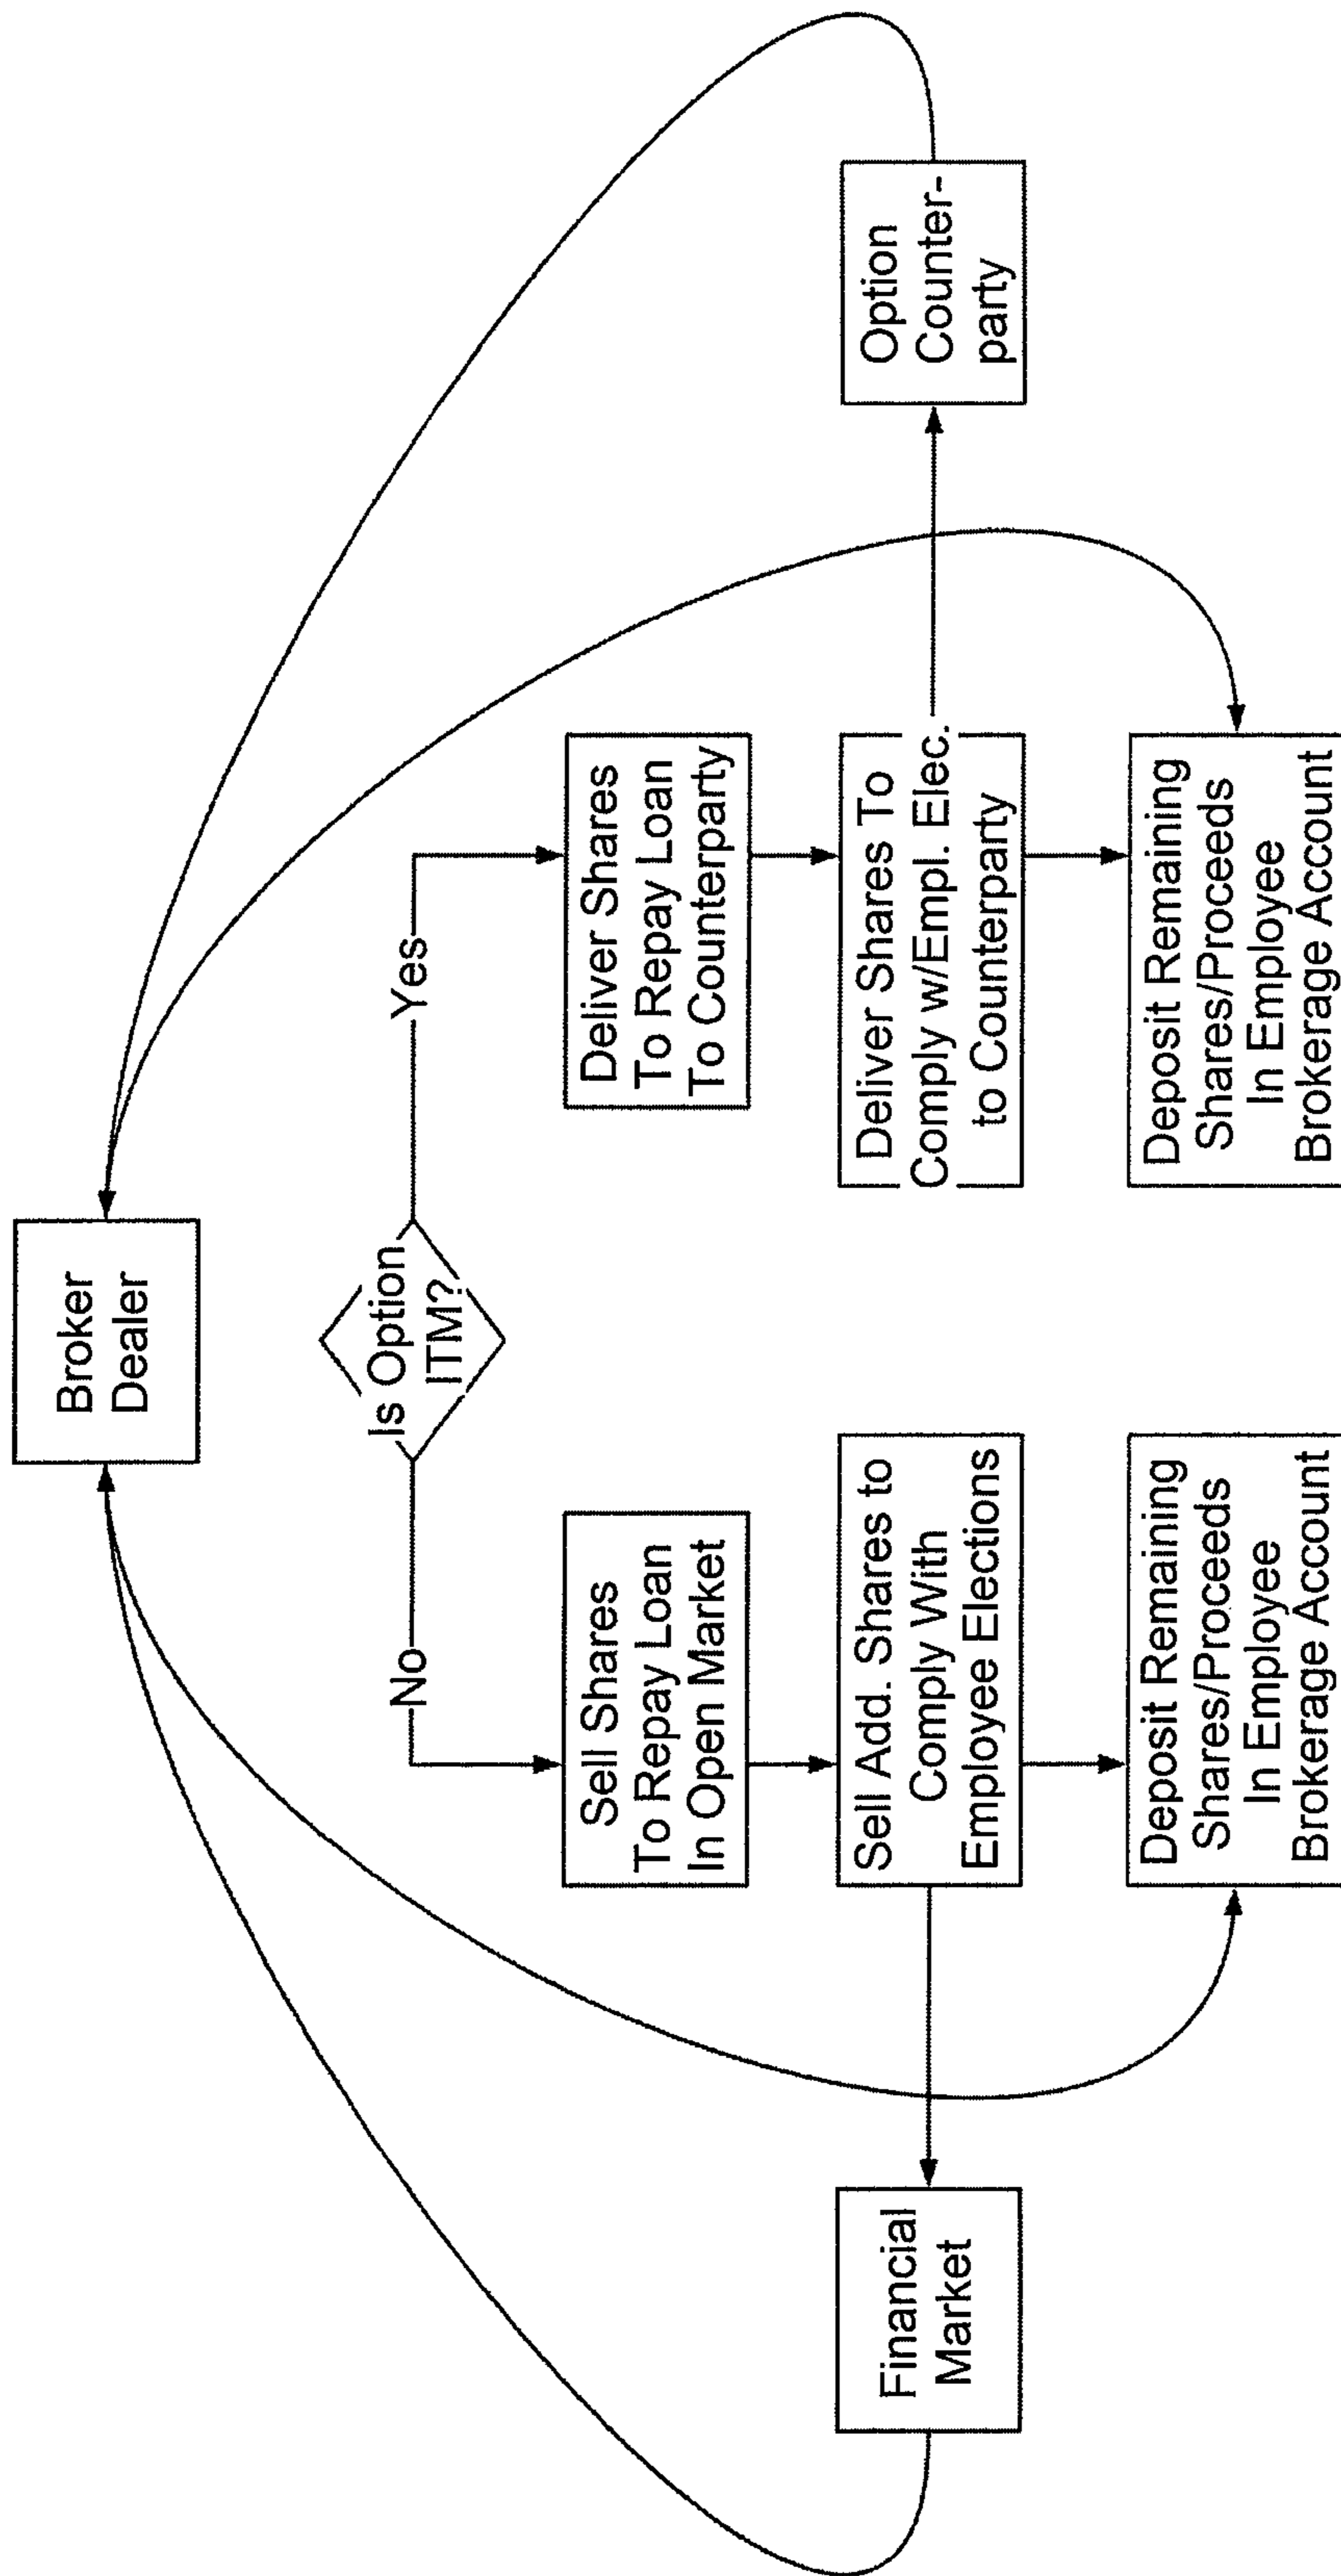 Broker
Dealer
Is Option
ITM?
No
Yes
Sell Shares
To Repay Loan
In Open Market
Deliver Shares
To Repay Loan
To Counterparty
Financial
Market
Sell Add. Shares to
Comply With
Employee Elections
Deliver Shares To
Comply w/Empl. Elec.
to Counterparty
Option
Counter-
party
Deposit Remaining
Shares/Proceeds
In Employee
Brokerage Account
Deposit Remaining
Shares/Proceeds
In Employee
Brokerage Account